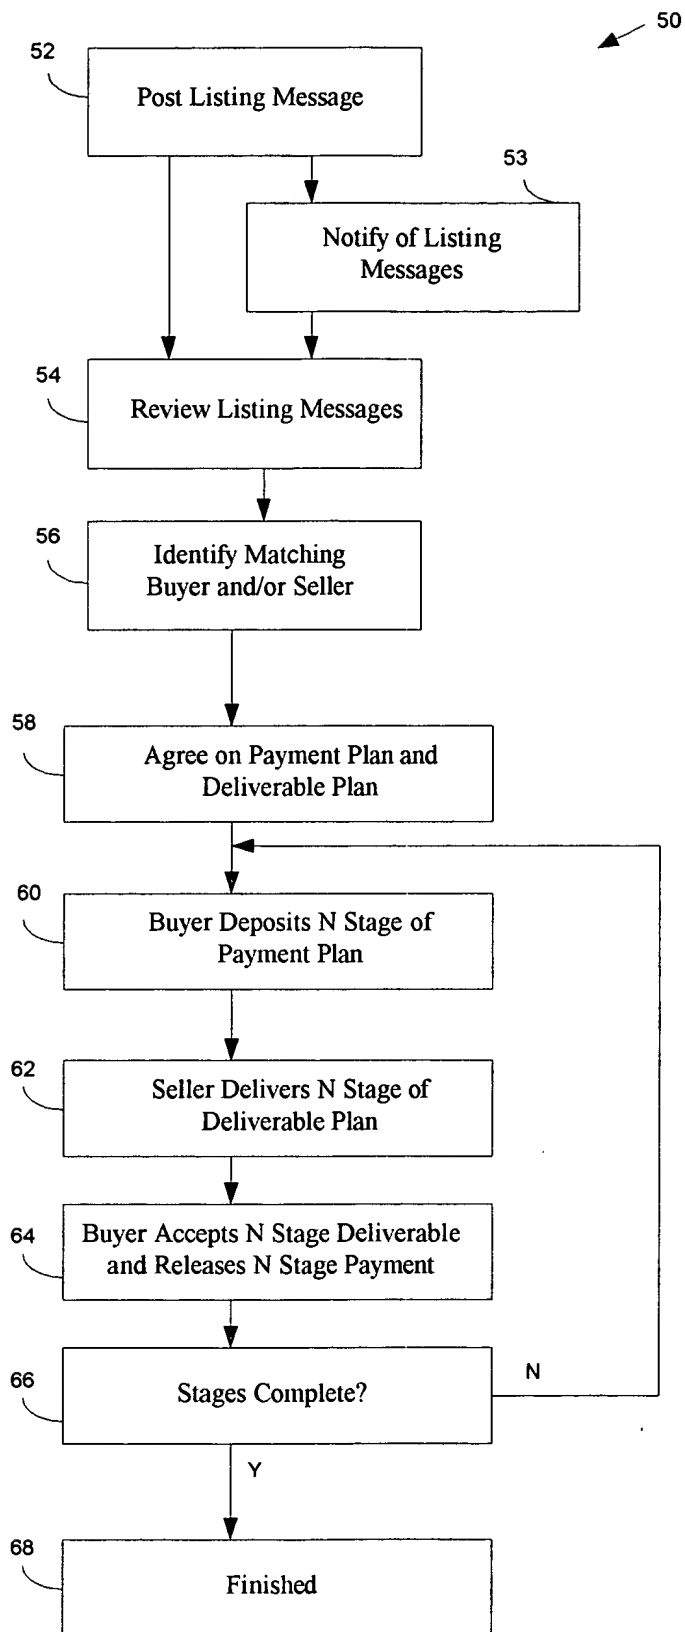 50
52
Post Listing Message
53
Notify of Listing
Messages
54
Review Listing Messages
56
Identify Matching
Buyer and/or Seller
58
Agree on Payment Plan and
Deliverable Plan
60
Buyer Deposits N Stage of
Payment Plan
62
Seller Delivers N Stage of
Deliverable Plan
64
Buyer Accepts N Stage Deliverable
and Releases N Stage Payment
66
Stages Complete?
N
Y
68
Finished